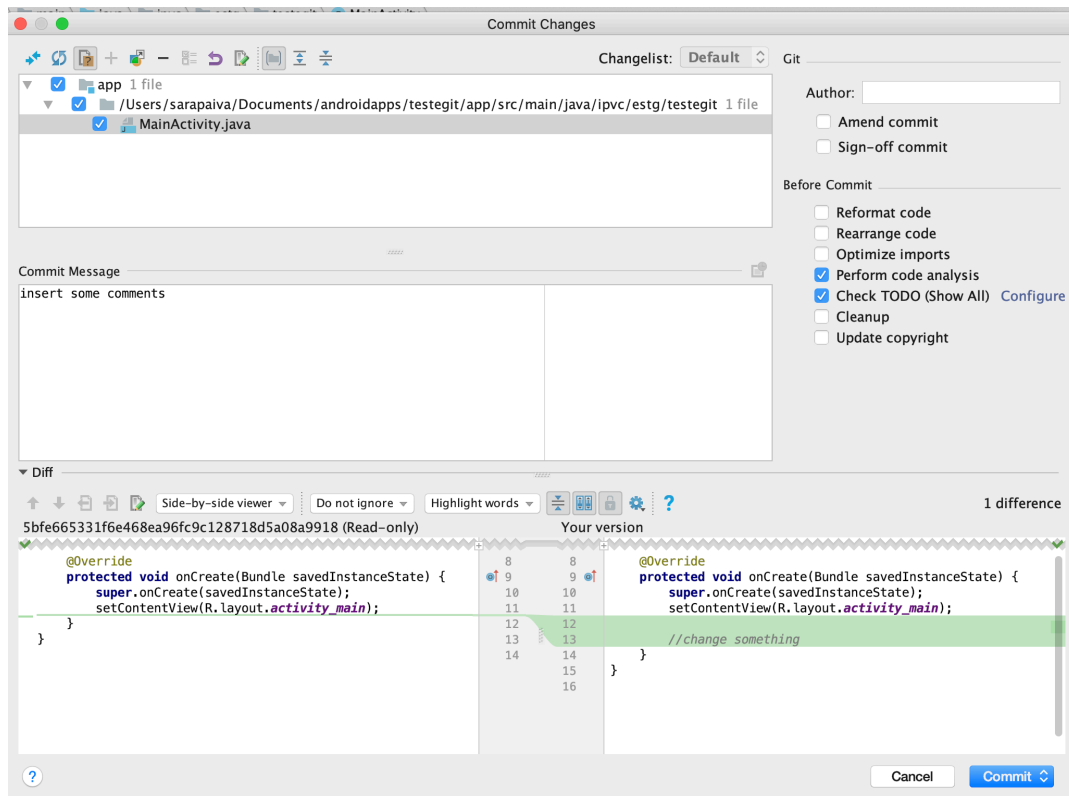 Commit Changes
Changelist: Default
Git
app 1 file
/Users/sarapaiva/Documents/androidapps/testegit/app/src/main/java/ipvc/estg/testegit 1 file
MainActivity.java
Author:
Amend commit
Sign-off commit
Before Commit
Reformat code
Rearrange code
Optimize imports
Perform code analysis
Check TODO (Show All) Configure
Cleanup
Update copyright
Commit Message
insert some comments
Diff
Side-by-side viewer Do not ignore Highlight words ? 1 difference
5bfe665331f6e468ea96fc9c128718d5a08a9918 (Read-only) Your version
@Override 8 8 @Override
protected void onCreate(Bundle savedInstanceState) { 9 9 protected void onCreate(Bundle savedInstanceState) {
super.onCreate(savedInstanceState); 10 10 super.onCreate(savedInstanceState);
setContentView(R.layout.activity_main); 11 11 setContentView(R.layout.activity_main);
} 12 12
} 13 13 //change something
14 14 }
15 }
16
? Cancel Commit